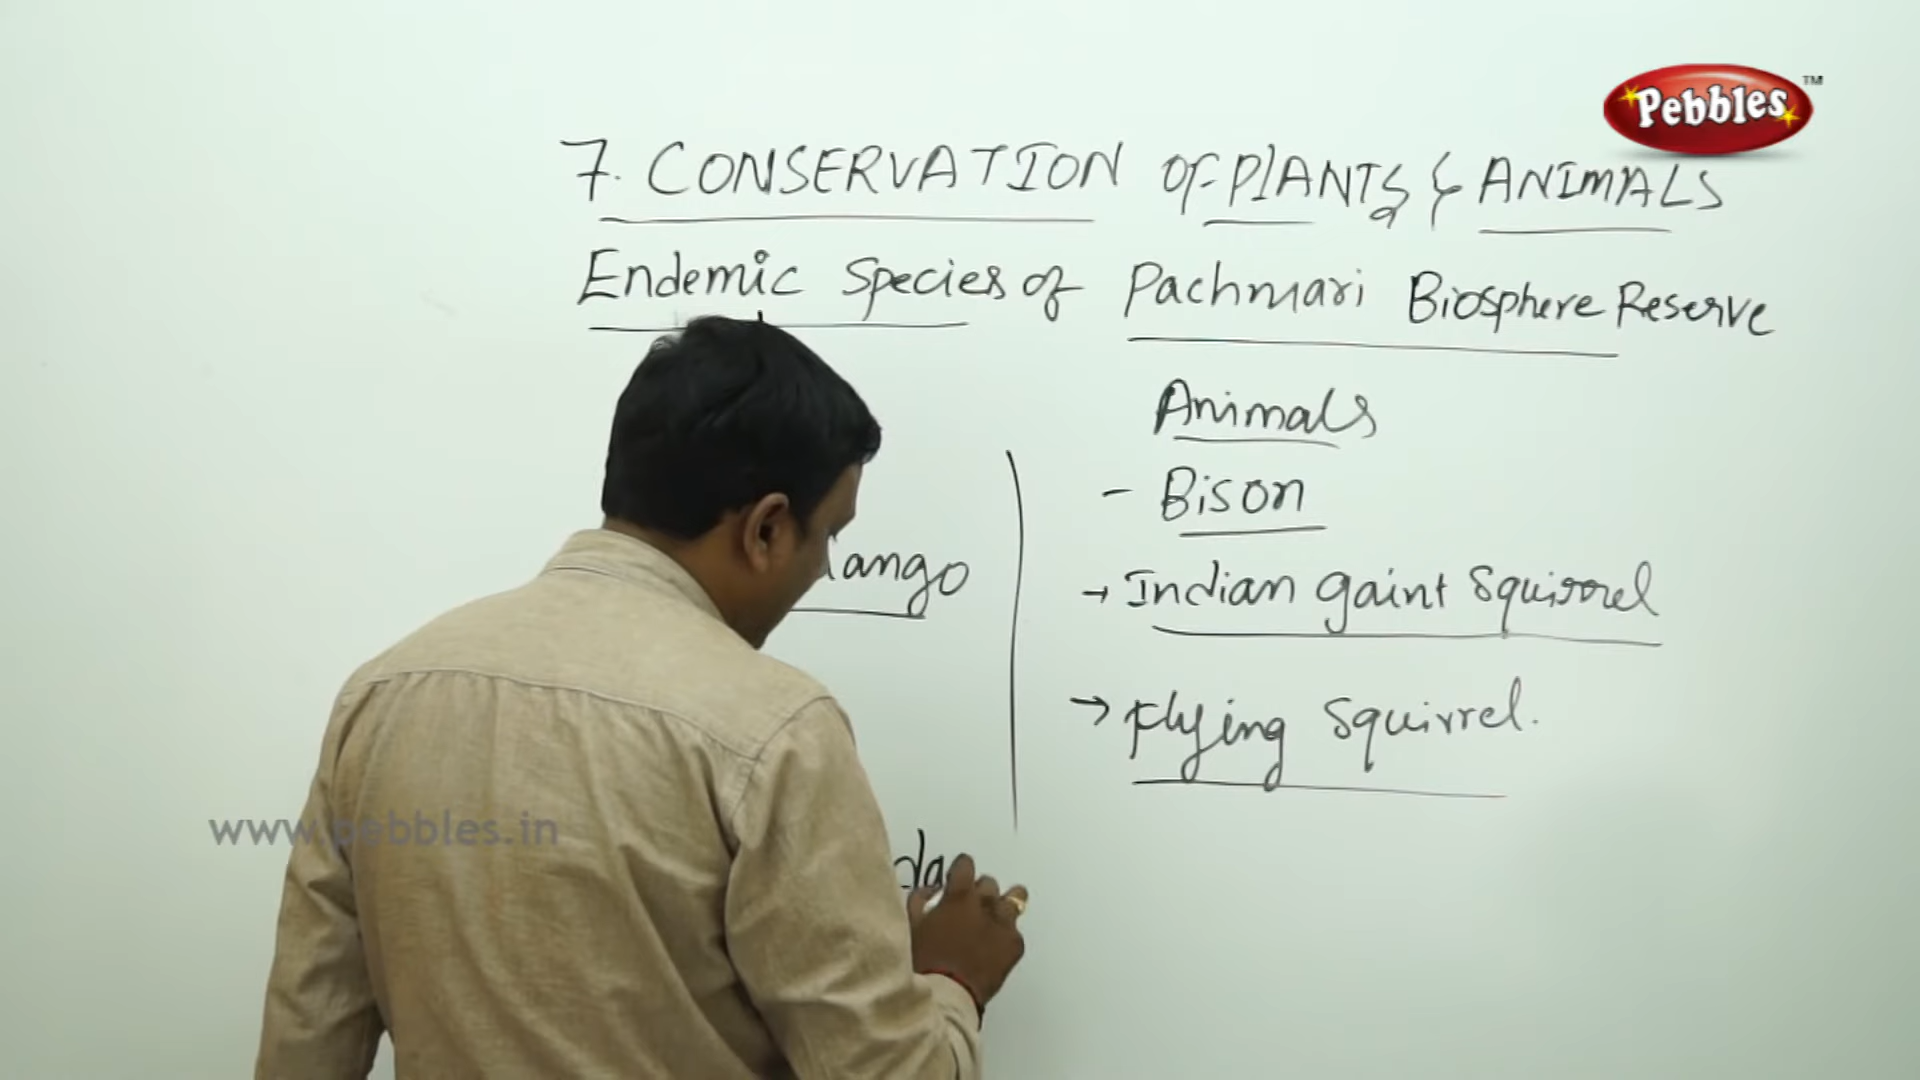 Pebbles TM
7. CONSERVATION OF PLANTS & ANIMALS
Endemic Species of Pachmari Biosphere Reserve
Animals
- Bison
→ Indian gaint Squirrel
→ Flying Squirrel.
www.pebbles.in